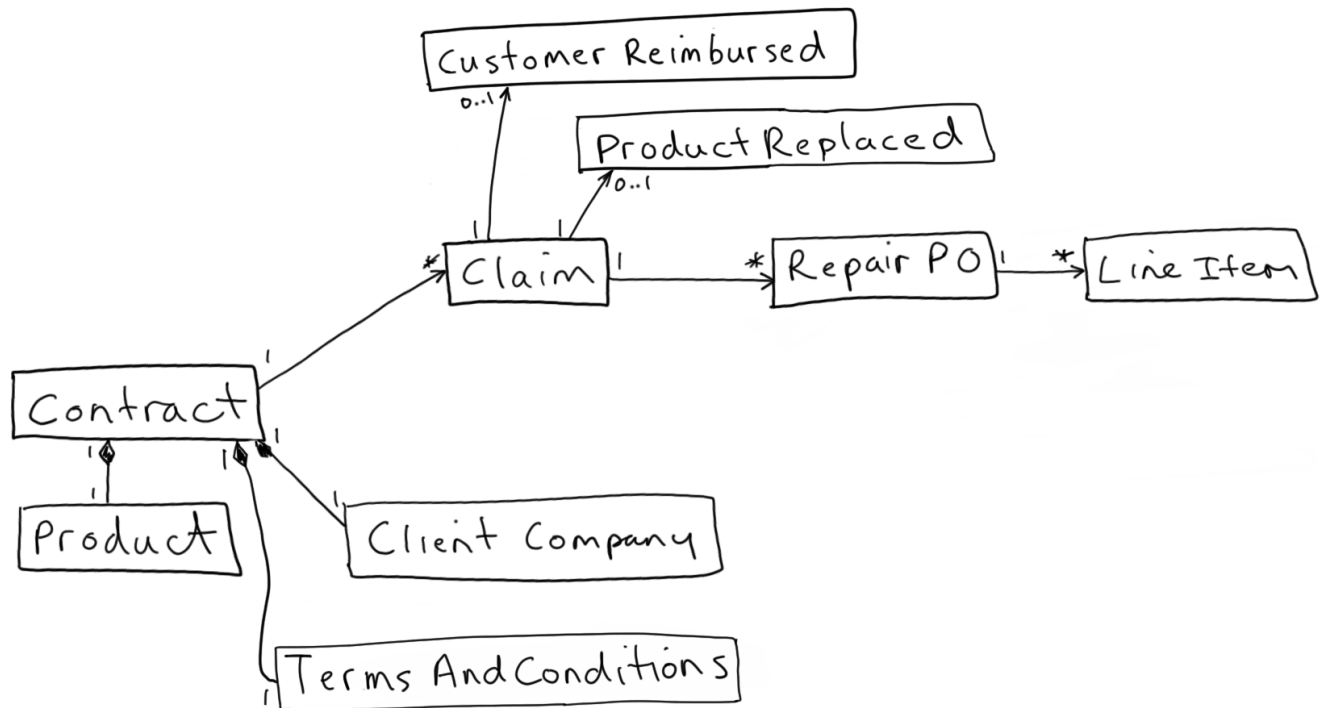 Customer Reimbursed
0..1
Product Replaced
0..1
1
1
* Claim 1
* Repair PO 1
* Line Item
1
Contract
1
1
1
1
1
Product
Client Company
Terms And Conditions
1